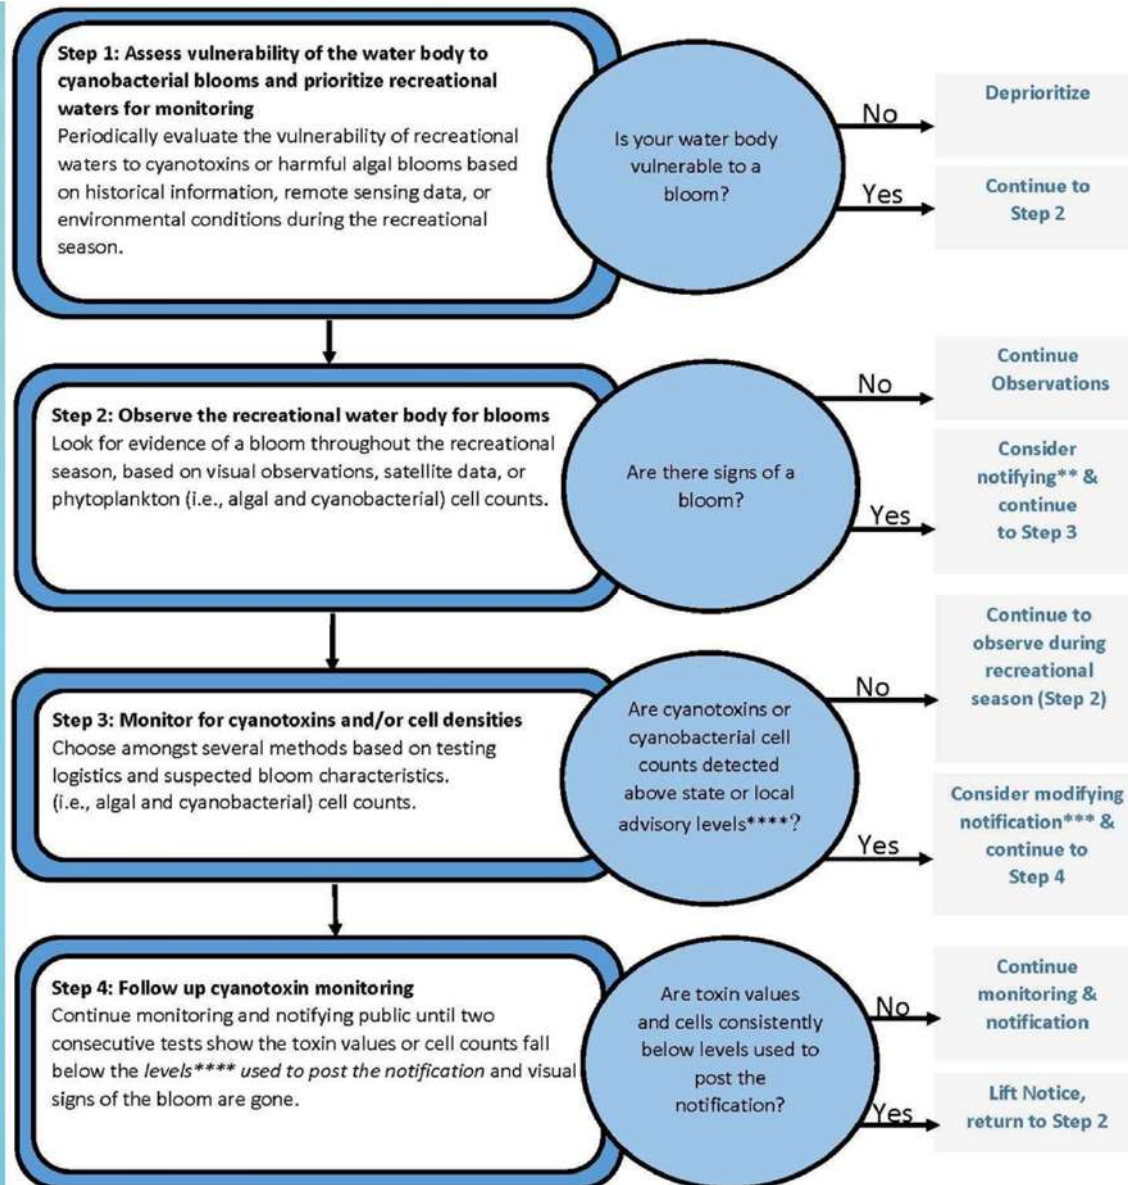 Step 1: Assess vulnerability of the water body to
cyanobacterial blooms and prioritize recreational
waters for monitoring
Periodically evaluate the vulnerability of recreational
waters to cyanotoxins or harmful algal blooms based
on historical information, remote sensing data, or
environmental conditions during the recreational
season.
Is your water body
vulnerable to a
bloom?
No
Deprioritize
Yes
Continue to
Step 2
Step 2: Observe the recreational water body for blooms
Look for evidence of a bloom throughout the recreational
season, based on visual observations, satellite data, or
phytoplankton (i.e., algal and cyanobacterial) cell counts.
Are there signs of a
bloom?
No
Continue
Observations
Yes
Consider
notifying** &
continue
to Step 3
Step 3: Monitor for cyanotoxins and/or cell densities
Choose amongst several methods based on testing
logistics and suspected bloom characteristics.
(i.e., algal and cyanobacterial) cell counts.
Are cyanotoxins or
cyanobacterial cell
counts detected
above state or local
advisory levels****?
No
Continue to
observe during
recreational
season (Step 2)
Yes
Consider modifying
notification*** &
continue to
Step 4
Step 4: Follow up cyanotoxin monitoring
Continue monitoring and notifying public until two
consecutive tests show the toxin values or cell counts fall
below the levels**** used to post the notification and visual
signs of the bloom are gone.
Are toxin values
and cells consistently
below levels used to
post the
notification?
No
Continue
monitoring &
notification
Yes
Lift Notice,
return to Step 2